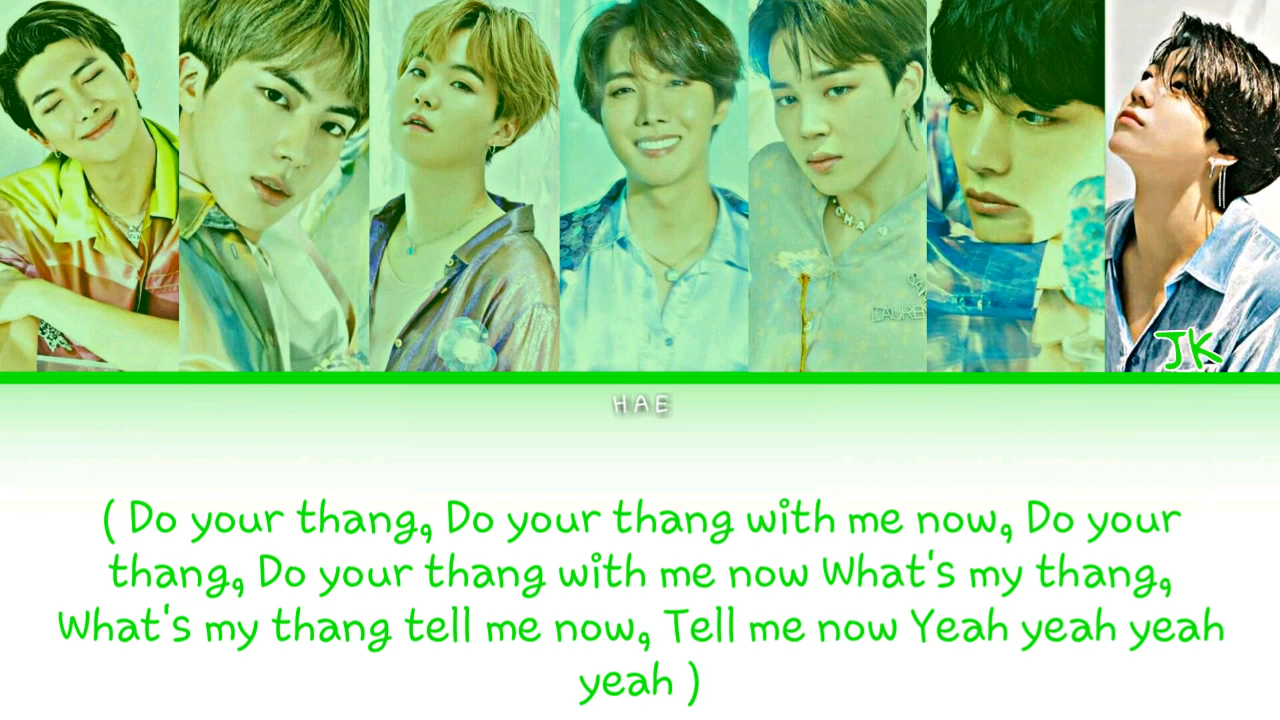 JK
HAE
( Do your thang, Do your thang with me now, Do your
thang, Do your thang with me now What's my thang,
What's my thang tell me now, Tell me now Yeah yeah yeah
yeah )